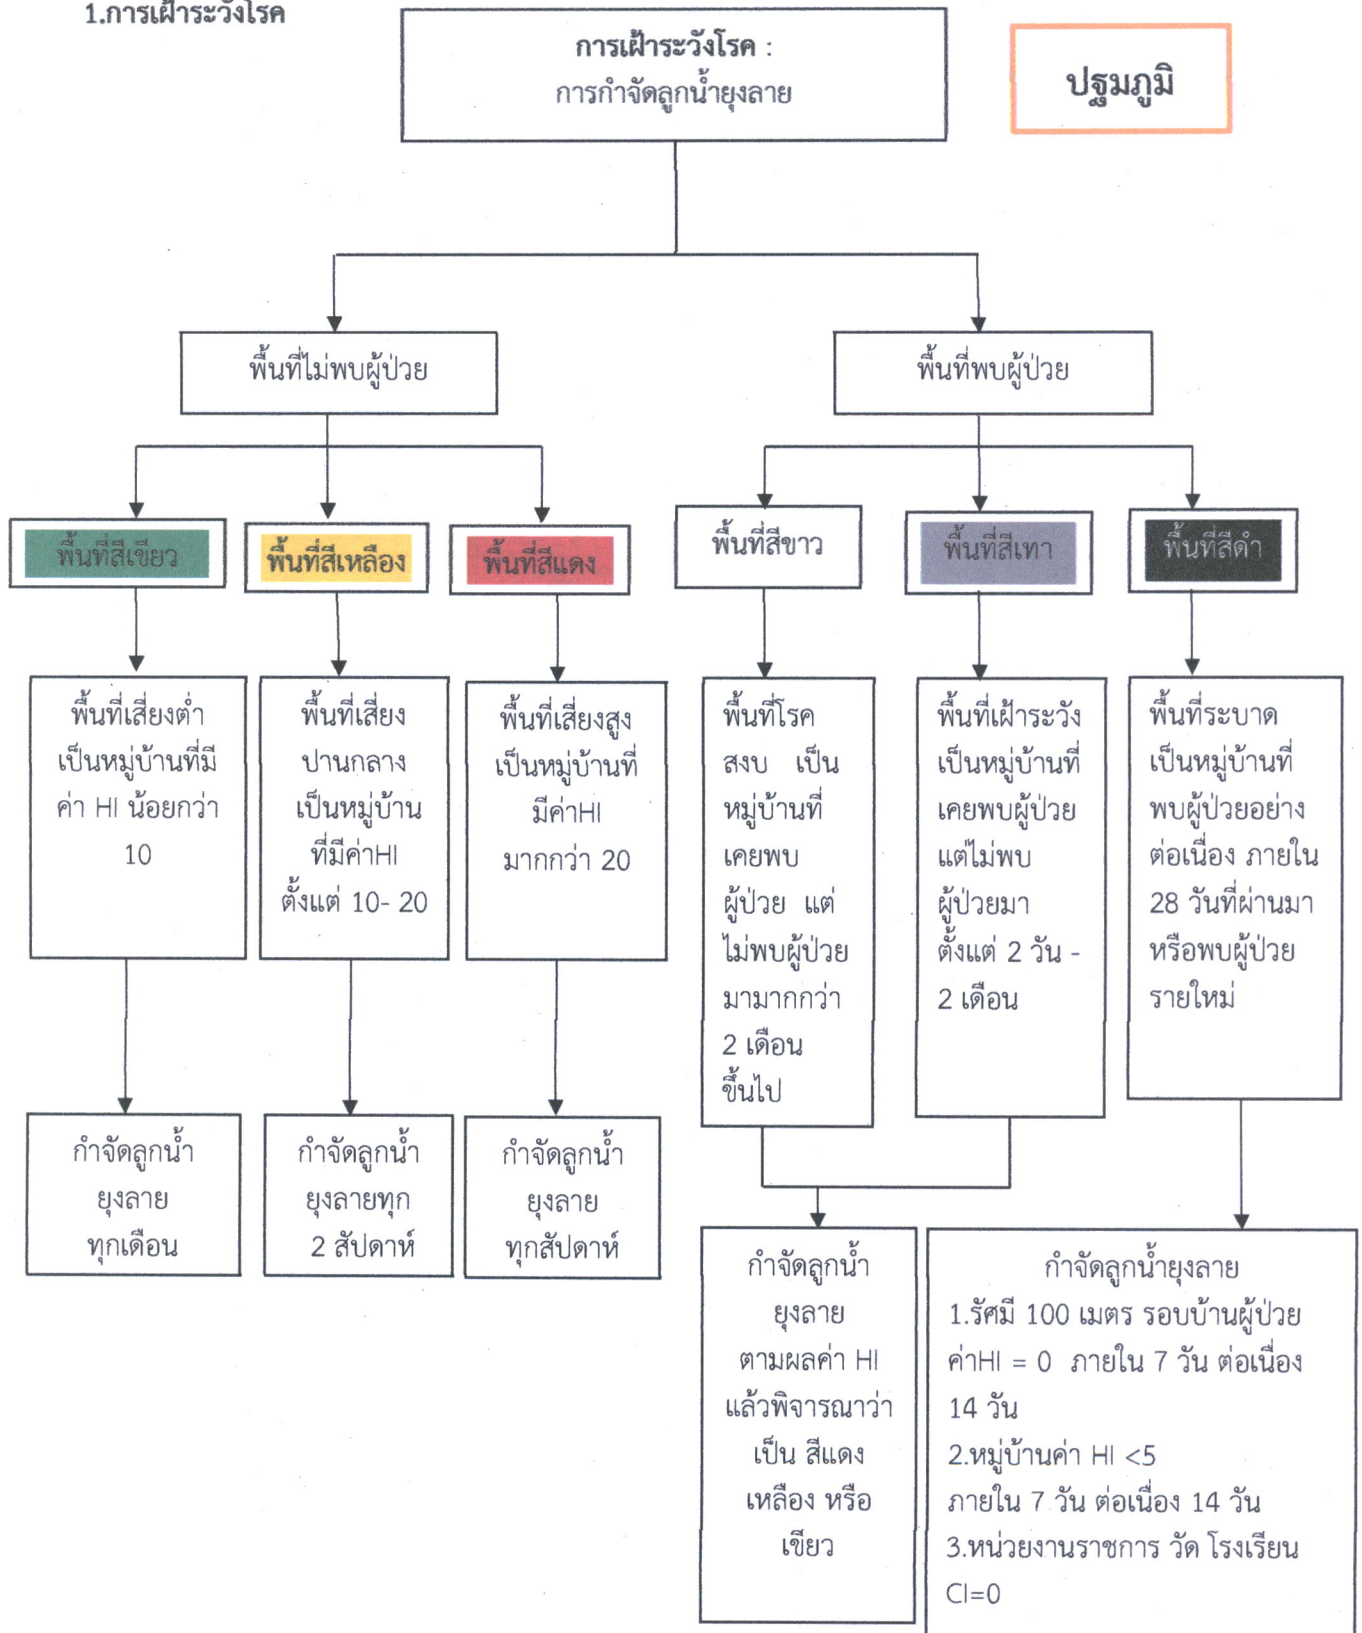 1.การเฝ้าระวังโรค
การเฝ้าระวังโรค :
การกำจัดลูกน้ำยุงลาย
ปฐมภูมิ
พื้นที่ไม่พบผู้ป่วย
พื้นที่พบผู้ป่วย
พื้นที่สีเขียว
พื้นที่สีเหลือง
พื้นที่สีแดง
พื้นที่สีขาว
พื้นที่สีเทา
พื้นที่สีดำ
พื้นที่เสี่ยงต่ำ
เป็นหมู่บ้านที่มี
ค่า HI น้อยกว่า
10
พื้นที่เสี่ยง
ปานกลาง
เป็นหมู่บ้าน
ที่มีค่าHI
ตั้งแต่ 10- 20
พื้นที่เสี่ยงสูง
เป็นหมู่บ้านที่
มีค่าHI
มากกว่า 20
พื้นที่โรค
สงบ เป็น
หมู่บ้านที่
เคยพบ
ผู้ป่วย แต่
ไม่พบผู้ป่วย
มามากกว่า
2 เดือน
ขึ้นไป
พื้นที่เฝ้าระวัง
เป็นหมู่บ้านที่
เคยพบผู้ป่วย
แต่ไม่พบ
ผู้ป่วยมา
ตั้งแต่ 2 วัน -
2 เดือน
พื้นที่ระบาด
เป็นหมู่บ้านที่
พบผู้ป่วยอย่าง
ต่อเนื่อง ภายใน
28 วันที่ผ่านมา
หรือพบผู้ป่วย
รายใหม่
กำจัดลูกน้ำ
ยุงลาย
ทุกเดือน
กำจัดลูกน้ำ
ยุงลายทุก
2 สัปดาห์
กำจัดลูกน้ำ
ยุงลาย
ทุกสัปดาห์
กำจัดลูกน้ำ
ยุงลาย
ตามผลค่า HI
แล้วพิจารณาว่า
เป็น สีแดง
เหลือง หรือ
เขียว
กำจัดลูกน้ำยุงลาย
1.รัศมี 100 เมตร รอบบ้านผู้ป่วย
ค่าHI = 0 ภายใน 7 วัน ต่อเนื่อง
14 วัน
2.หมู่บ้านค่า HI <5
ภายใน 7 วัน ต่อเนื่อง 14 วัน
3.หน่วยงานราชการ วัด โรงเรียน
CI=0